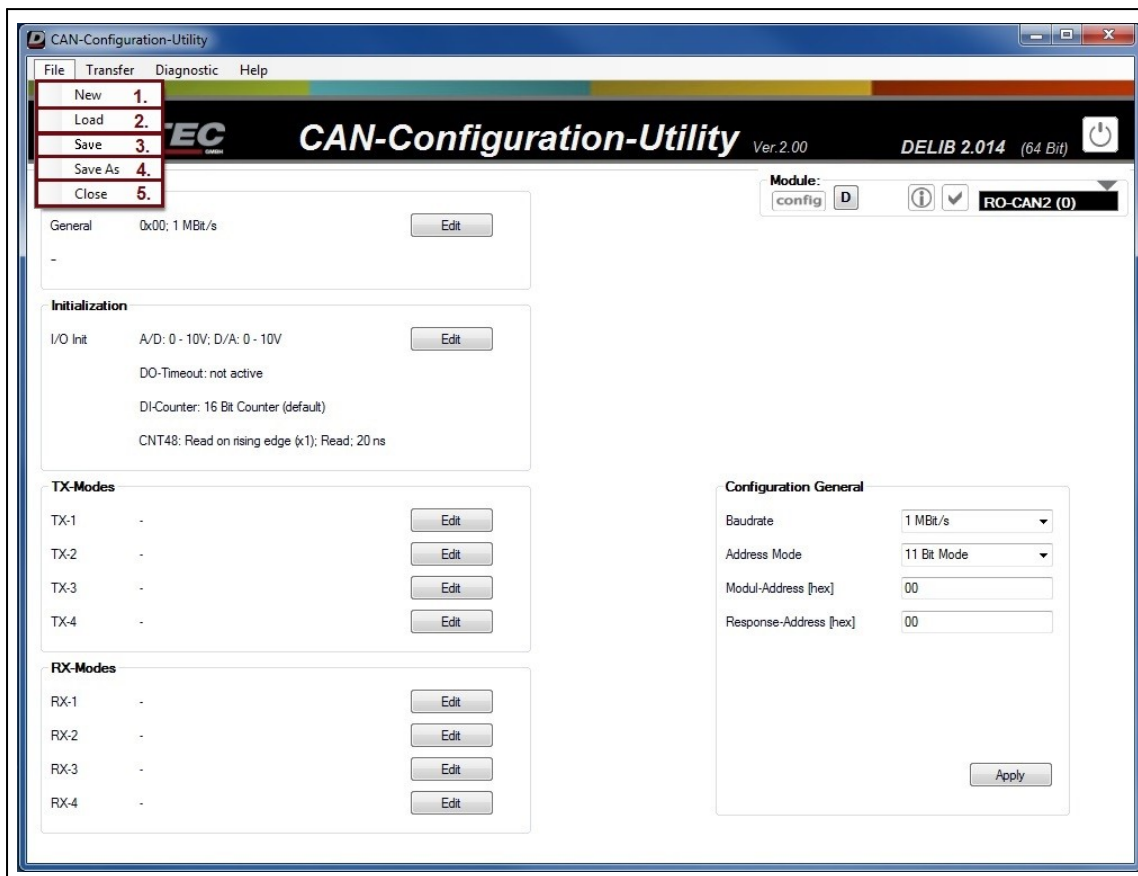 CAN-Configuration-Utility
File Transfer Diagnostic Help
New 1.
Load 2.
Save 3.
Save As 4.
Close 5.
TEC
GMBH
CAN-Configuration-Utility Ver.2.00
DELIB 2.014 (64 Bit)
Module:
config D RO-CAN2 (0)
General 0x00; 1 MBit/s Edit
-
Initialization
I/O Init A/D: 0 - 10V; D/A: 0 - 10V Edit
DO-Timeout: not active
DI-Counter: 16 Bit Counter (default)
CNT48: Read on rising edge (x1); Read; 20 ns
TX-Modes
TX-1 - Edit
TX-2 - Edit
TX-3 - Edit
TX-4 - Edit
RX-Modes
RX-1 - Edit
RX-2 - Edit
RX-3 - Edit
RX-4 - Edit
Configuration General
Baudrate 1 MBit/s
Address Mode 11 Bit Mode
Modul-Address [hex] 00
Response-Address [hex] 00
Apply